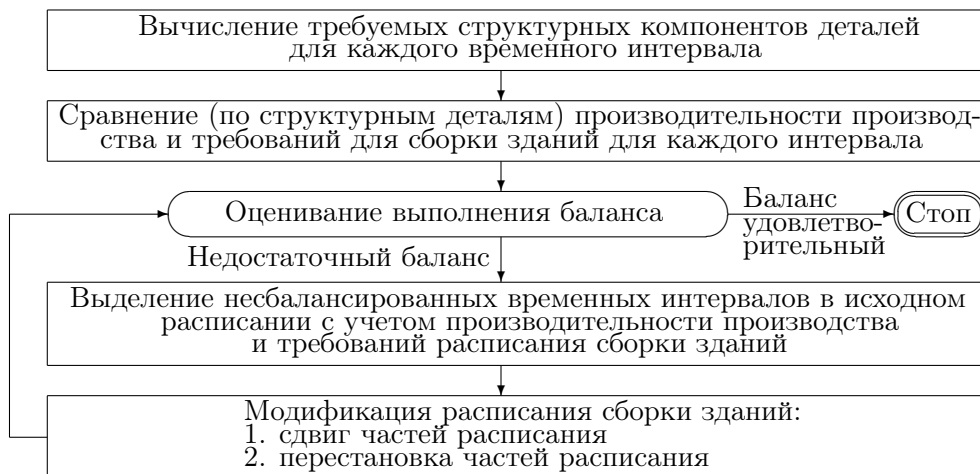 Вычисление требуемых структурных компонентов деталей
для каждого временного интервала
Сравнение (по структурным деталям) производительности производ-
ства и требований для сборки зданий для каждого интервала
Оценивание выполнения баланса
Баланс
удовлетво-
рительный
Стоп
Недостаточный баланс
Выделение несбалансированных временных интервалов в исходном
расписании с учетом производительности производства
и требований расписания сборки зданий
Модификация расписания сборки зданий:
1. сдвиг частей расписания
2. перестановка частей расписания